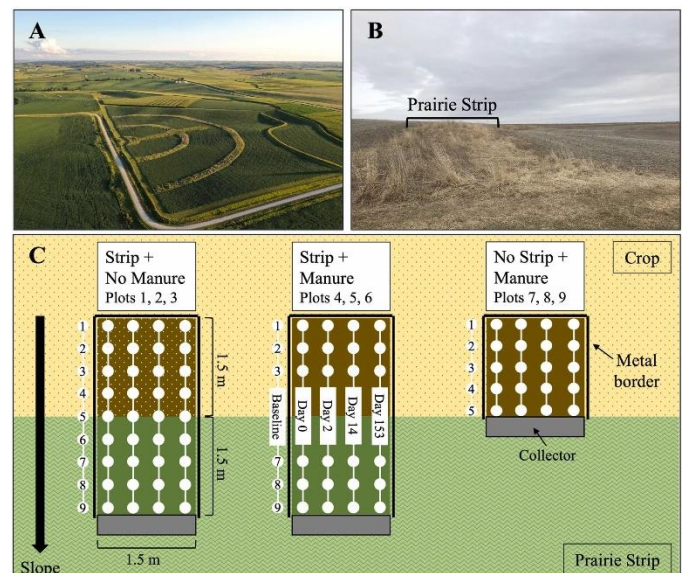 A
B
Prairie Strip
C
Strip +
No Manure
Plots 1, 2, 3
Strip +
Manure
Plots 4, 5, 6
No Strip +
Manure
Plots 7, 8, 9
Crop
1
2
3
4
5
6
7
8
9
1.5 m
1.5 m
1.5 m
1
2
3
Baseline
Day 0
Day 2
Day 14
Day 153
7
8
9
1
2
3
4
5
Metal
border
Collector
Slope
Prairie Strip